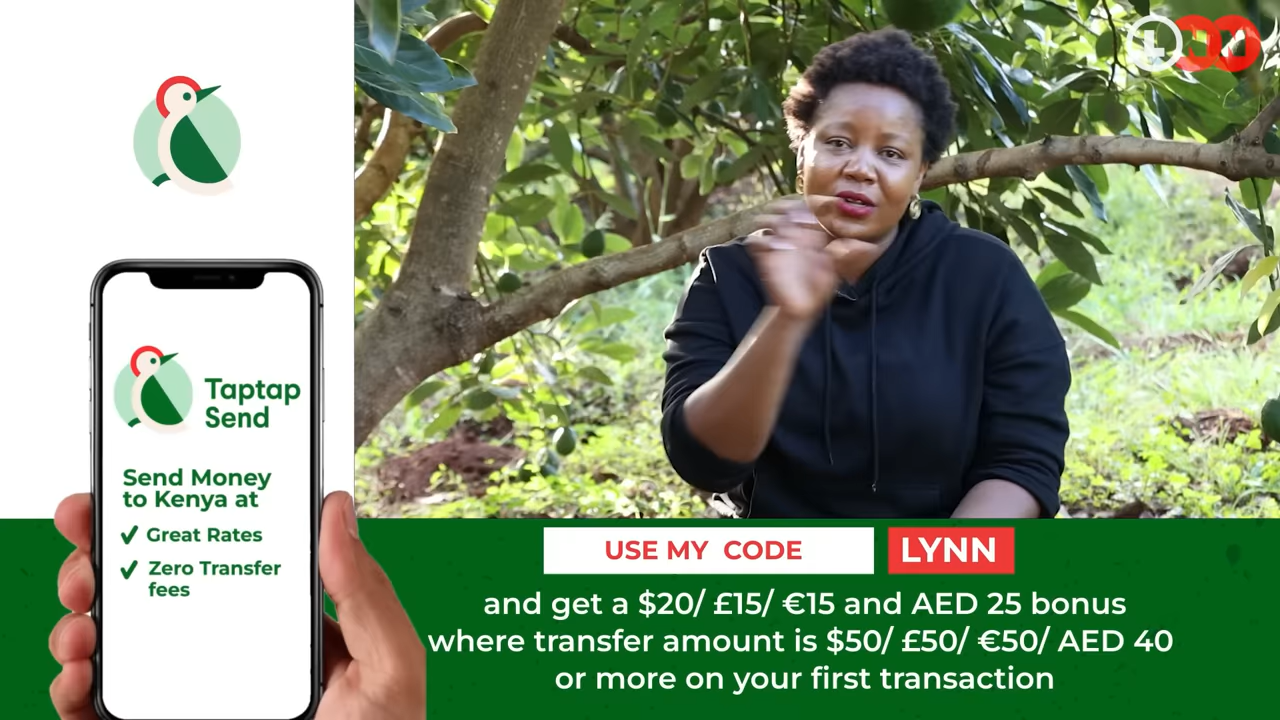 LNN
Taptap
Send
Send Money
to Kenya at
Great Rates
Zero Transfer
fees
USE MY CODE
LYNN
and get a $20/ £15/ €15 and AED 25 bonus
where transfer amount is $50/ £50/ €50/ AED 40
or more on your first transaction